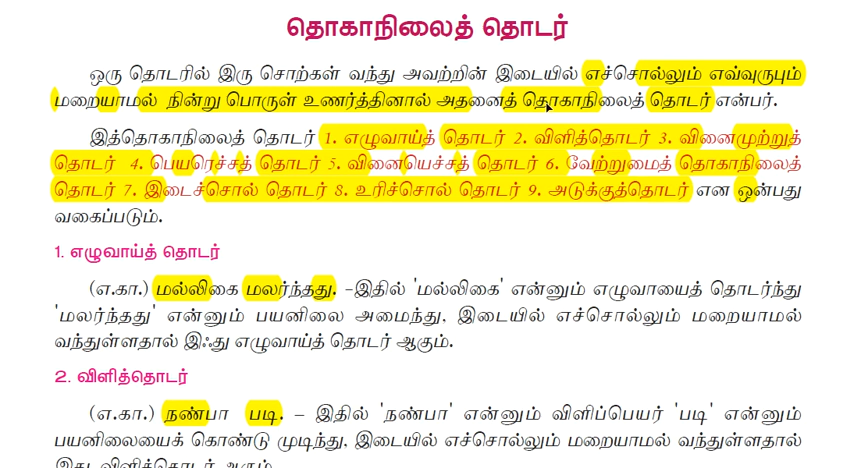 தொகாநிலைத் தொடர்
ஒரு தொடரில் இரு சொற்கள் வந்து அவற்றின் இடையில் எச்சொல்லும் எவ்வுருபும்
மறையாமல் நின்று பொருள் உணர்த்தினால் அதனைத் தொகாநிலைத் தொடர் என்பர்.
இத்தொகாநிலைத் தொடர் 1. எழுவாய்த் தொடர் 2. விளித்தொடர் 3. வினைமுற்றுத்
தொடர் 4. பெயரெச்சத் தொடர் 5. வினையெச்சத் தொடர் 6. வேற்றுமைத் தொகாநிலைத்
தொடர் 7. இடைச்சொல் தொடர் 8. உரிச்சொல் தொடர் 9. அடுக்குத்தொடர் என ஒன்பது
வகைப்படும்.
1. எழுவாய்த் தொடர்
(எ.கா.) மல்லிகை மலர்ந்தது. –இதில் 'மல்லிகை' என்னும் எழுவாயைத் தொடர்ந்து
'மலர்ந்தது' என்னும் பயனிலை அமைந்து, இடையில் எச்சொல்லும் மறையாமல்
வந்துள்ளதால் இஃது எழுவாய்த் தொடர் ஆகும்.
2. விளித்தொடர்
(எ.கா.) நண்பா படி. – இதில் 'நண்பா' என்னும் விளிப்பெயர் 'படி' என்னும்
பயனிலையைக் கொண்டு முடிந்து, இடையில் எச்சொல்லும் மறையாமல் வந்துள்ளதால்
இது விளித்தொடர் ஆகும்.